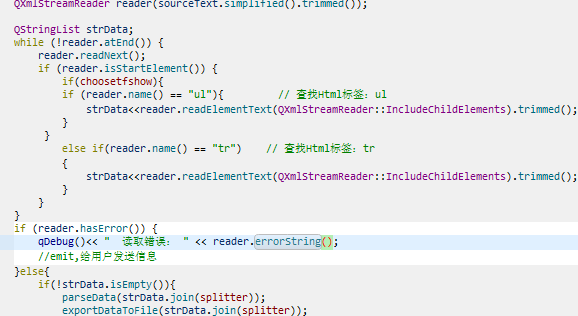 QXmlStreamReader reader(sourceText.simplified().trimmed());
QStringList strData;
while (!reader.atEnd()) {
reader.readNext();
if (reader.isStartElement()) {
if(choosetfshow){
if (reader.name() == "ul"){ // 查找Html标签：ul
strData<<reader.readElementText(QXmlStreamReader::IncludeChildElements).trimmed();
}
}
else if(reader.name() == "tr") // 查找Html标签：tr
{
strData<<reader.readElementText(QXmlStreamReader::IncludeChildElements).trimmed();
}
}
}
if (reader.hasError()) {
qDebug()<< " 读取错误： " << reader.errorString();
//emit,给用户发送信息
}else{
if(!strData.isEmpty()){
parseData(strData.join(splitter));
exportDataToFile(strData.join(splitter));